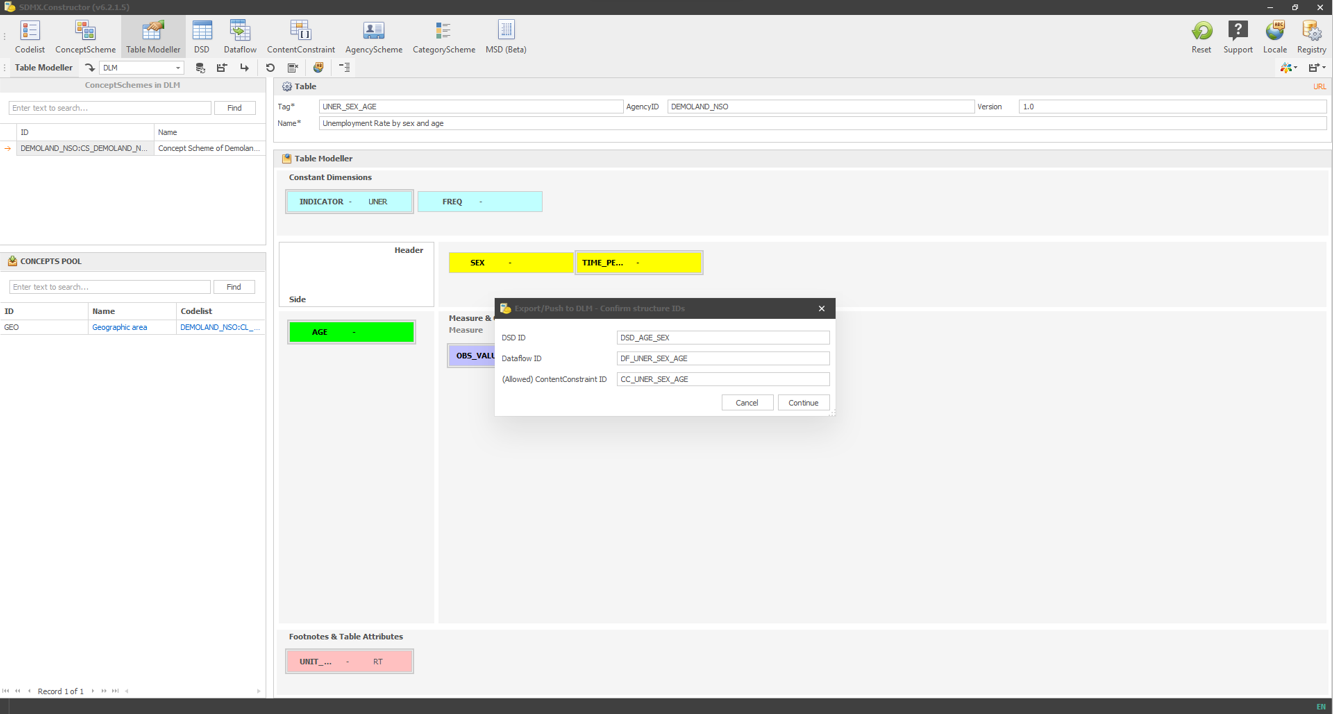 SDMX.Constructor (v6.2.1.5)
Codelist ConceptScheme Table Modeller DSD Dataflow ContentConstraint AgencyScheme CategoryScheme MSD (Beta) Reset Support Locale Registry
Table Modeller DLM
ConceptSchemes in DLM
Enter text to search... Find
ID Name
DEMOLAND_NSO:CS_DEMOLAND_N... Concept Scheme of Demolan...
CONCEPTS POOL
Enter text to search... Find
ID Name Codelist
GEO Geographic area DEMOLAND_NSO:CL_...
Record 1 of 1
Table URL
Tag* UNER_SEX_AGE AgencyID DEMOLAND_NSO Version 1.0
Name* Unemployment Rate by sex and age
Table Modeller
Constant Dimensions
INDICATOR - UNER FREQ -
Header
Side
SEX - TIME_PE... -
AGE -
Measure &
Measure
OBS_VALU
Export/Push to DLM - Confirm structure IDs
DSD ID DSD_AGE_SEX
Dataflow ID DF_UNER_SEX_AGE
(Allowed) ContentConstraint ID CC_UNER_SEX_AGE
Cancel Continue
Footnotes & Table Attributes
UNIT_... - RT
EN